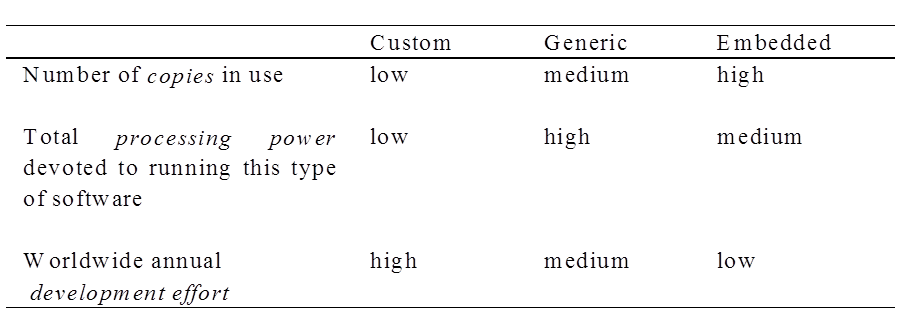 Custom Generic Embedded
Number of copies in use low medium high
Total processing power low high medium
devoted to running this type
of software
Worldwide annual high medium low
development effort